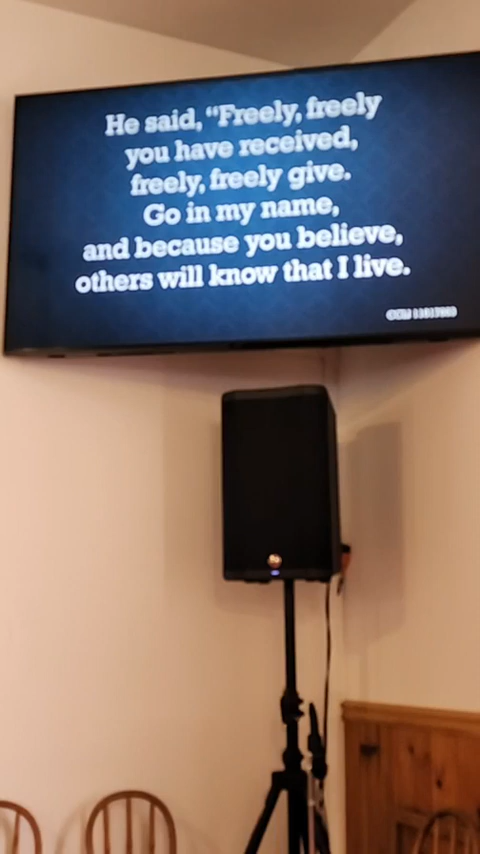 He said, “Freely, freely
you have received,
freely, freely give.
Go in my name,
and because you believe,
others will know that I live.